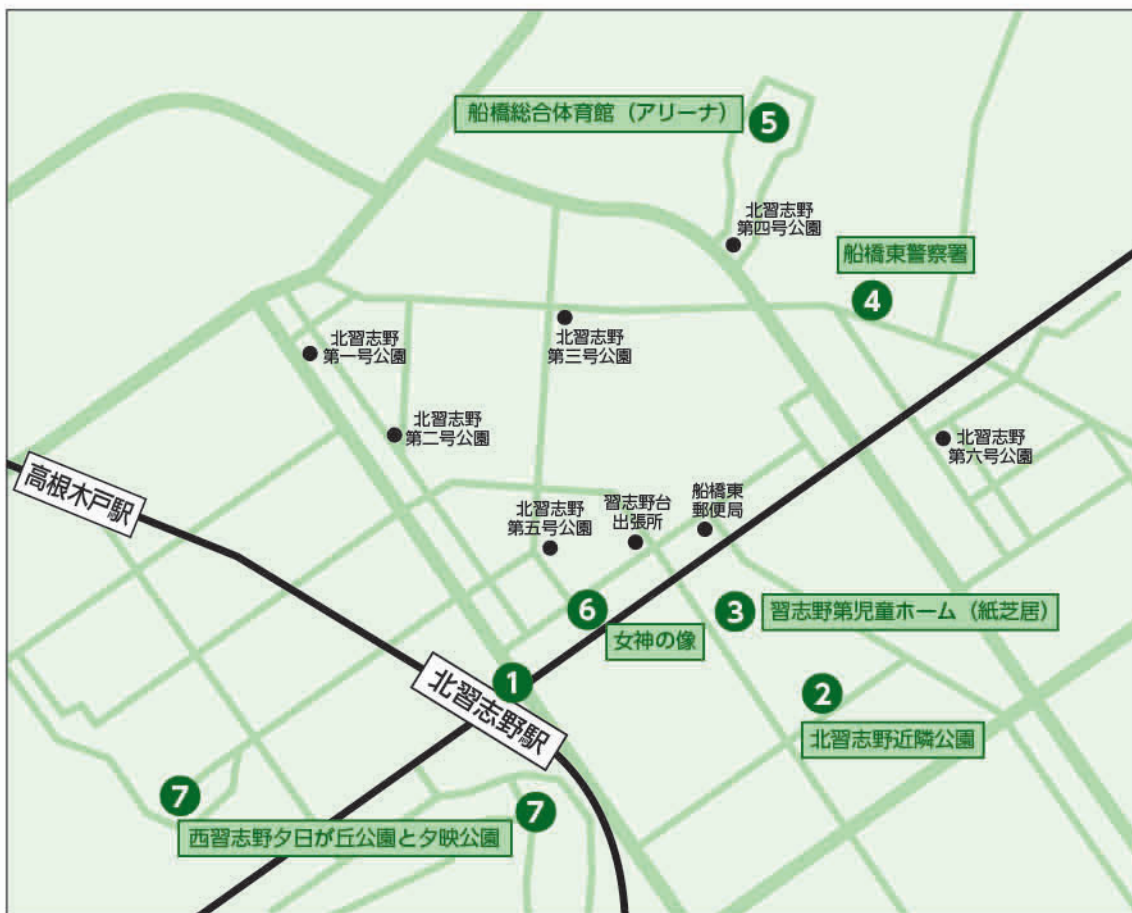 船橋総合体育館（アリーナ）
5
北習志野
第四号公園
船橋東警察署
4
北習志野
第一号公園
北習志野
第三号公園
北習志野
第二号公園
北習志野
第六号公園
高根木戸駅
北習志野
第五号公園
習志野台
出張所
船橋東
郵便局
6
女神の像
3
習志野第児童ホーム（紙芝居）
1
北習志野駅
2
北習志野近隣公園
7
7
西習志野夕日が丘公園と夕映公園